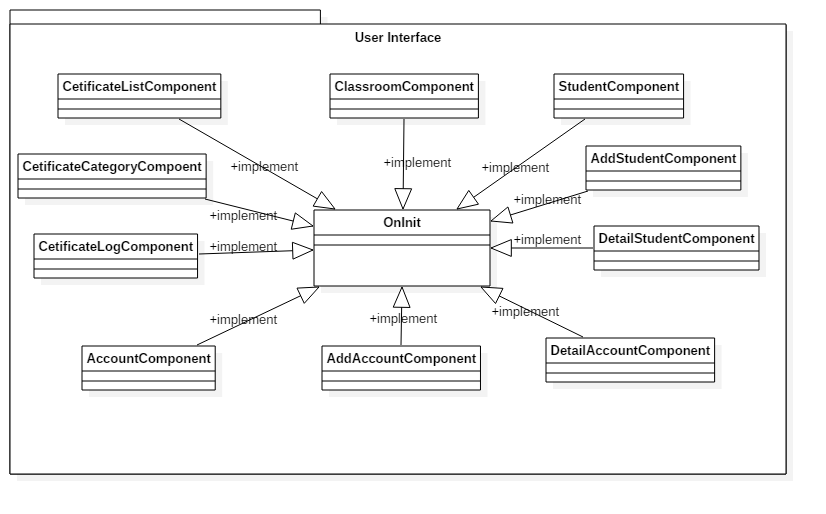 User Interface
CetificateListComponent
ClassroomComponent
StudentComponent
+implement
+implement
+implement
CetificateCategoryCompoent
AddStudentComponent
+implement
+implement
OnInit
CetificateLogComponent
+implement
+implement
DetailStudentComponent
+implement
+implement
+implement
AccountComponent
AddAccountComponent
DetailAccountComponent